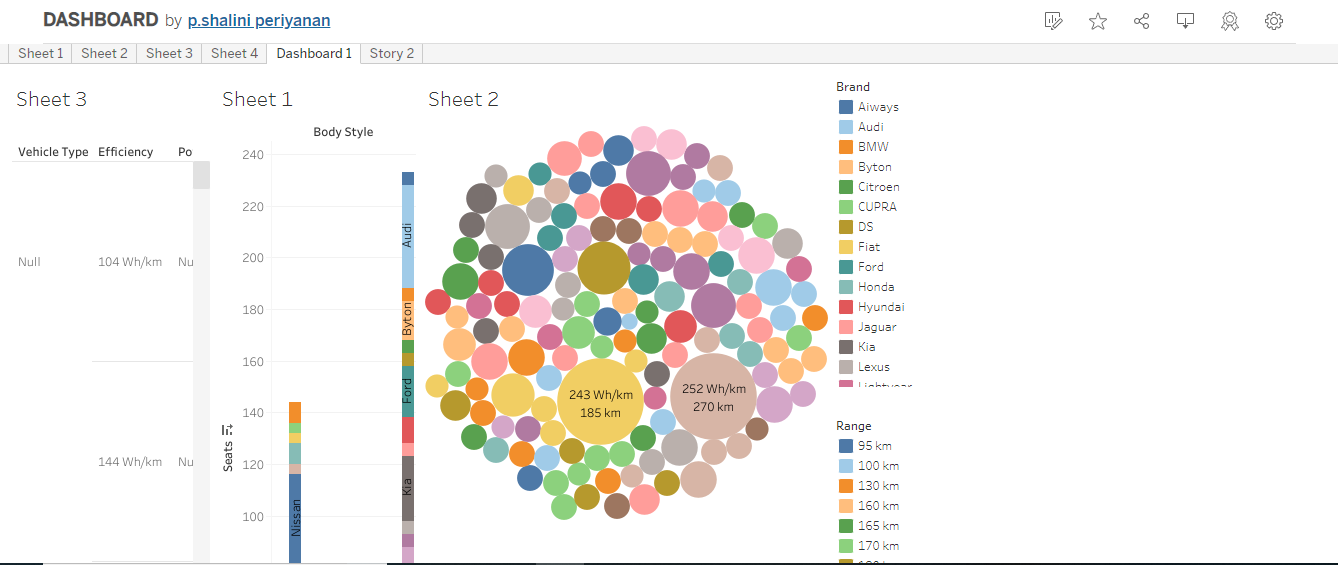 DASHBOARD by p.shalini periyanan
Sheet 1 Sheet 2 Sheet 3 Sheet 4 Dashboard 1 Story 2
Sheet 3
Vehicle Type Efficiency Po
Null 104 Wh/km Nu
144 Wh/km Nu
Sheet 1
Body Style
240
220
200
180
160
140
120
100
Seats
Audi
Byton
Ford
Kia
Nissan
Sheet 2
243 Wh/km
185 km
252 Wh/km
270 km
Brand
Aiways
Audi
BMW
Byton
Citroen
CUPRA
DS
Fiat
Ford
Honda
Hyundai
Jaguar
Kia
Lexus
Lightyear
Range
95 km
100 km
130 km
160 km
165 km
170 km